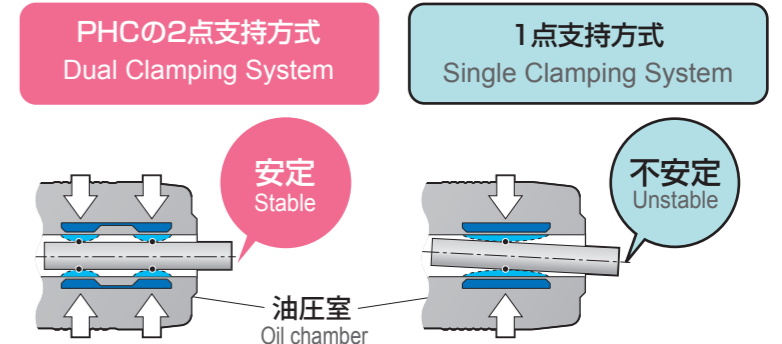 PHCの2点支持方式
Dual Clamping System
1点支持方式
Single Clamping System
安定
Stable
不安定
Unstable
油圧室
Oil chamber